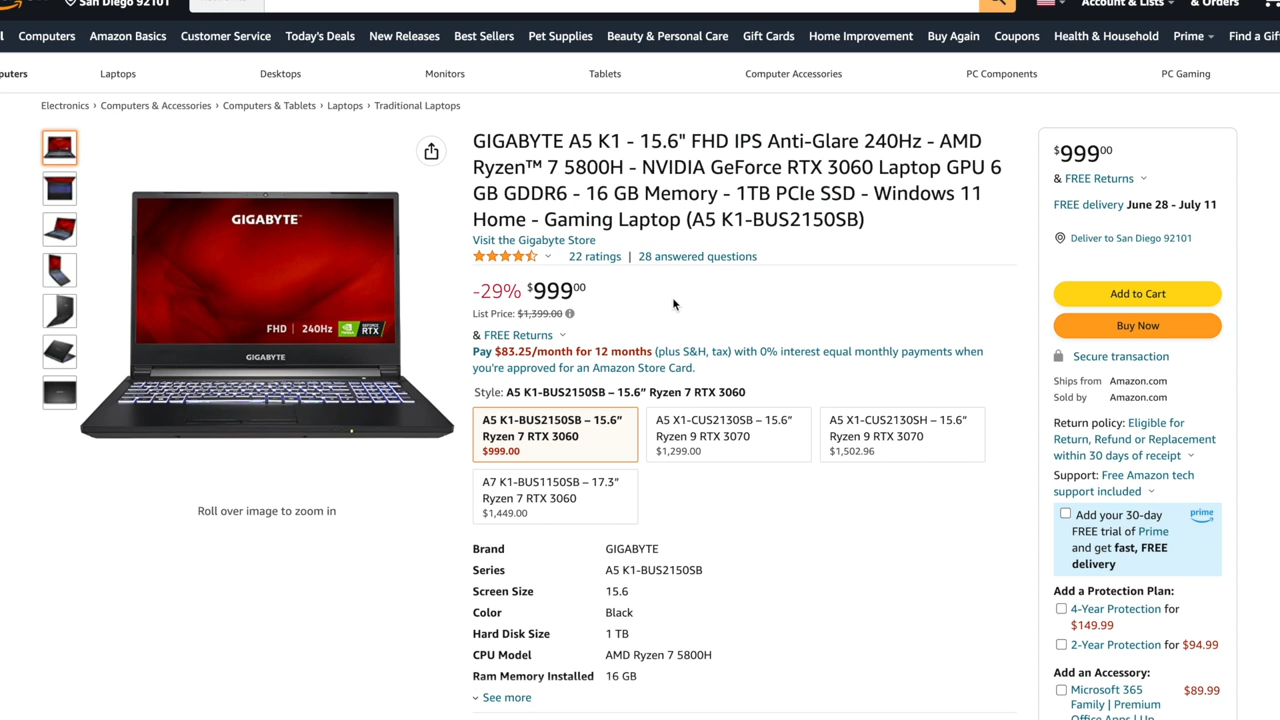 San Diego 92101
Account & Lists
& Orders
Computers
Amazon Basics
Customer Service
Today's Deals
New Releases
Best Sellers
Pet Supplies
Beauty & Personal Care
Gift Cards
Home Improvement
Buy Again
Coupons
Health & Household
Prime
Find a Gif
puters
Laptops
Desktops
Monitors
Tablets
Computer Accessories
PC Components
PC Gaming
Electronics › Computers & Accessories › Computers & Tablets › Laptops › Traditional Laptops
GIGABYTE™
FHD | 240Hz
GEFORCE
RTX
GIGABYTE
Roll over image to zoom in
GIGABYTE A5 K1 - 15.6" FHD IPS Anti-Glare 240Hz - AMD
Ryzen™ 7 5800H - NVIDIA GeForce RTX 3060 Laptop GPU 6
GB GDDR6 - 16 GB Memory - 1TB PCIe SSD - Windows 11
Home - Gaming Laptop (A5 K1-BUS2150SB)
Visit the Gigabyte Store
22 ratings | 28 answered questions
-29% $999 00
List Price: $1,399.00
& FREE Returns
Pay $83.25/month for 12 months (plus S&H, tax) with 0% interest equal monthly payments when
you're approved for an Amazon Store Card.
Style: A5 K1-BUS2150SB – 15.6” Ryzen 7 RTX 3060
A5 K1-BUS2150SB – 15.6”
Ryzen 7 RTX 3060
$999.00
A5 X1-CUS2130SB – 15.6”
Ryzen 9 RTX 3070
$1,299.00
A5 X1-CUS2130SH – 15.6”
Ryzen 9 RTX 3070
$1,502.96
A7 K1-BUS1150SB – 17.3”
Ryzen 7 RTX 3060
$1,449.00
Brand GIGABYTE
Series A5 K1-BUS2150SB
Screen Size 15.6
Color Black
Hard Disk Size 1 TB
CPU Model AMD Ryzen 7 5800H
Ram Memory Installed 16 GB
See more
$999 00
& FREE Returns
FREE delivery June 28 - July 11
Deliver to San Diego 92101
Add to Cart
Buy Now
Secure transaction
Ships from Amazon.com
Sold by Amazon.com
Return policy: Eligible for
Return, Refund or Replacement
within 30 days of receipt
Support: Free Amazon tech
support included
Add your 30-day
prime
FREE trial of Prime
and get fast, FREE
delivery
Add a Protection Plan:
4-Year Protection for
$149.99
2-Year Protection for $94.99
Add an Accessory:
Microsoft 365 $89.99
Family | Premium
Office Apps | Up